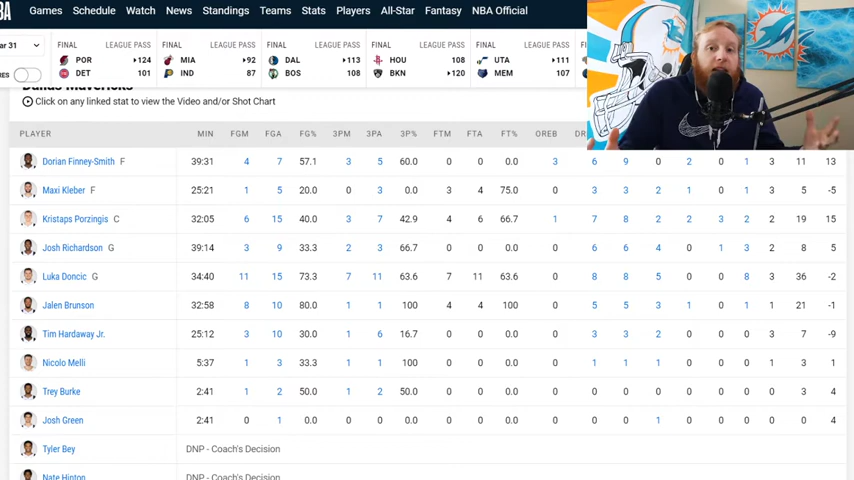 BA Games Schedule Watch News Standings Teams Stats Players All-Star Fantasy NBA Official
ar 31 FINAL LEAGUE PASS FINAL LEAGUE PASS FINAL LEAGUE PASS FINAL LEAGUE PASS FINAL LEAGUE PASS FINAL
POR 124 MIA 92 DAL 113 HOU 108 UTA 111
RES DET 101 IND 87 BOS 108 BKN 120 MEM 107
Dallas Mavericks
Click on any linked stat to view the Video and/or Shot Chart
PLAYER MIN FGM FGA FG% 3PM 3PA 3P% FTM FTA FT% OREB
Dorian Finney-Smith F 39:31 4 7 57.1 3 5 60.0 0 0 0.0 3 6 9 0 2 0 1 3 11 13
Maxi Kleber F 25:21 1 5 20.0 0 3 0.0 3 4 75.0 0 3 3 2 1 0 1 3 5 -5
Kristaps Porzingis C 32:05 6 15 40.0 3 7 42.9 4 6 66.7 1 7 8 2 2 3 2 2 19 15
Josh Richardson G 39:14 3 9 33.3 2 3 66.7 0 0 0.0 0 6 6 4 0 1 3 2 8 5
Luka Doncic G 34:40 11 15 73.3 7 11 63.6 7 11 63.6 0 8 8 5 0 0 8 3 36 -2
Jalen Brunson 32:58 8 10 80.0 1 1 100 4 4 100 0 5 5 3 1 0 1 1 21 -1
Tim Hardaway Jr. 25:12 3 10 30.0 1 6 16.7 0 0 0.0 0 3 3 2 0 0 0 3 7 -9
Nicolo Melli 5:37 1 3 33.3 1 1 100 0 0 0.0 0 1 1 1 0 0 0 1 3 1
Trey Burke 2:41 1 2 50.0 1 2 50.0 0 0 0.0 0 0 0 0 0 0 0 0 3 4
Josh Green 2:41 0 1 0.0 0 0 0.0 0 0 0.0 0 0 0 1 0 0 0 0 0 4
Tyler Bey DNP - Coach's Decision
Nate Hinton DNP - Coach's Decision